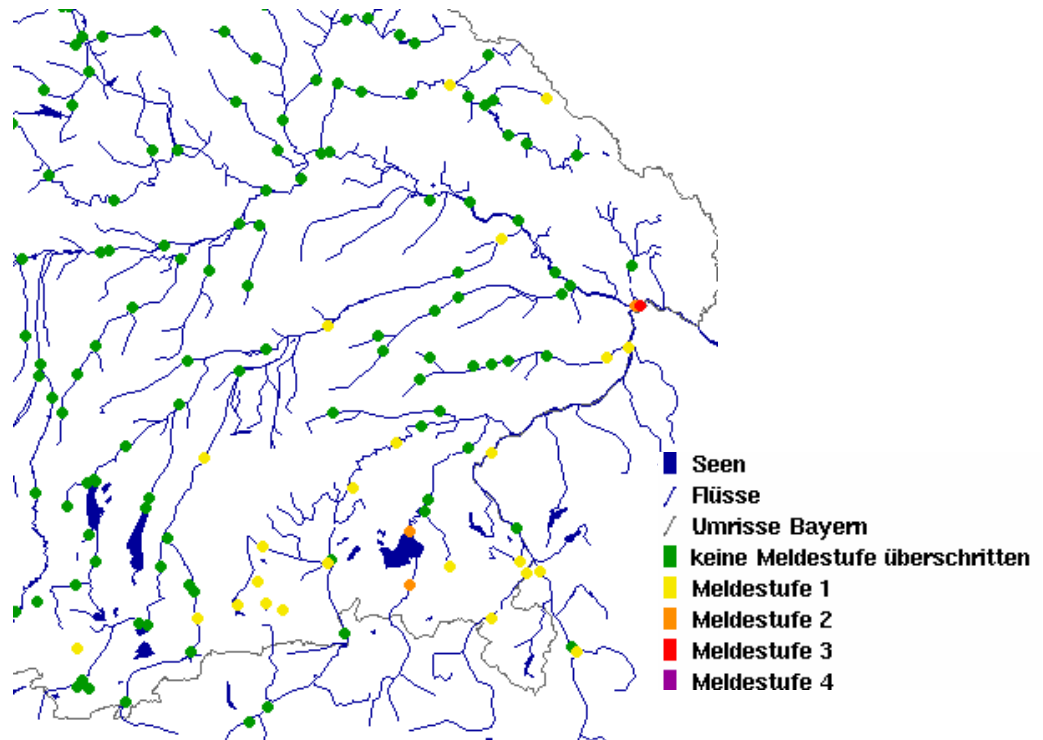 Seen
Flüsse
Umrisse Bayern
keine Meldestufe überschritten
Meldestufe 1
Meldestufe 2
Meldestufe 3
Meldestufe 4